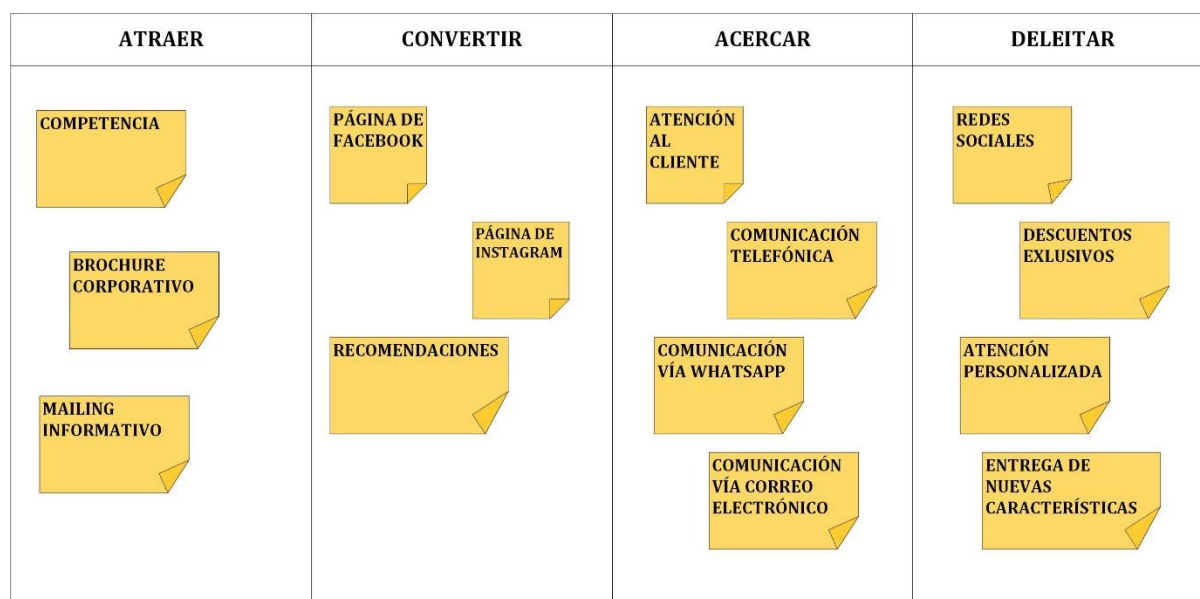 ATRAER
CONVERTIR
ACERCAR
DELEITAR
COMPETENCIA
BROCHURE
CORPORATIVO
MAILING
INFORMATIVO
PÁGINA DE
FACEBOOK
PÁGINA DE
INSTAGRAM
RECOMENDACIONES
ATENCIÓN
AL
CLIENTE
COMUNICACIÓN
TELEFÓNICA
COMUNICACIÓN
VÍA WHATSAPP
COMUNICACIÓN
VÍA CORREO
ELECTRÓNICO
REDES
SOCIALES
DESCUENTOS
EXLUSIVOS
ATENCIÓN
PERSONALIZADA
ENTREGA DE
NUEVAS
CARACTERÍSTICAS